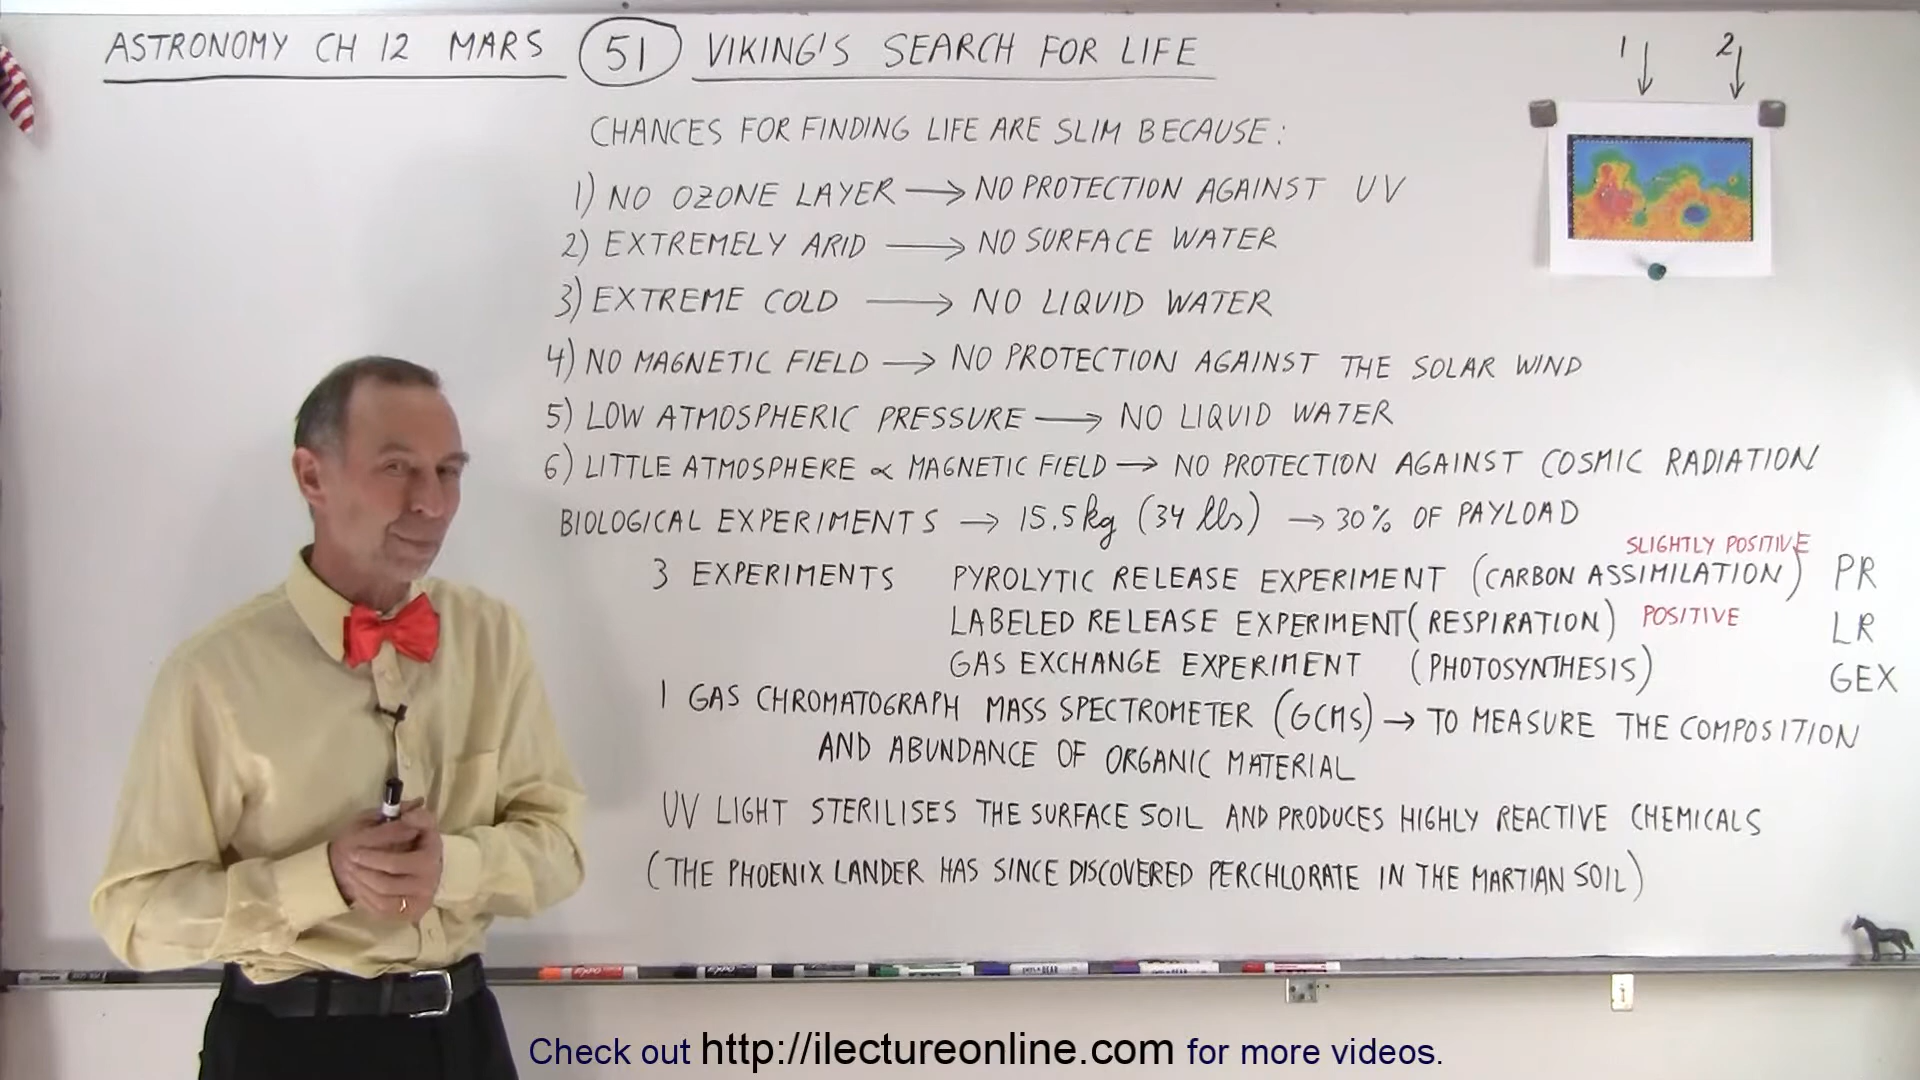 ASTRONOMY CH 12 MARS 51 VIKING'S SEARCH FOR LIFE
1 2
CHANCES FOR FINDING LIFE ARE SLIM BECAUSE:
1) NO OZONE LAYER → NO PROTECTION AGAINST UV
2) EXTREMELY ARID → NO SURFACE WATER
3) EXTREME COLD → NO LIQUID WATER
4) NO MAGNETIC FIELD → NO PROTECTION AGAINST THE SOLAR WIND
5) LOW ATMOSPHERIC PRESSURE → NO LIQUID WATER
6) LITTLE ATMOSPHERE ∝ MAGNETIC FIELD → NO PROTECTION AGAINST COSMIC RADIATION
BIOLOGICAL EXPERIMENTS → 15.5kg (34 lbs) → 30% OF PAYLOAD
SLIGHTLY POSITIVE
3 EXPERIMENTS PYROLYTIC RELEASE EXPERIMENT (CARBON ASSIMILATION) PR
LABELED RELEASE EXPERIMENT (RESPIRATION) POSITIVE LR
GAS EXCHANGE EXPERIMENT (PHOTOSYNTHESIS) GEX
1 GAS CHROMATOGRAPH MASS SPECTROMETER (GCMS) → TO MEASURE THE COMPOSITION
AND ABUNDANCE OF ORGANIC MATERIAL
UV LIGHT STERILISES THE SURFACE SOIL AND PRODUCES HIGHLY REACTIVE CHEMICALS
(THE PHOENIX LANDER HAS SINCE DISCOVERED PERCHLORATE IN THE MARTIAN SOIL)
Check out http://ilectureonline.com for more videos.